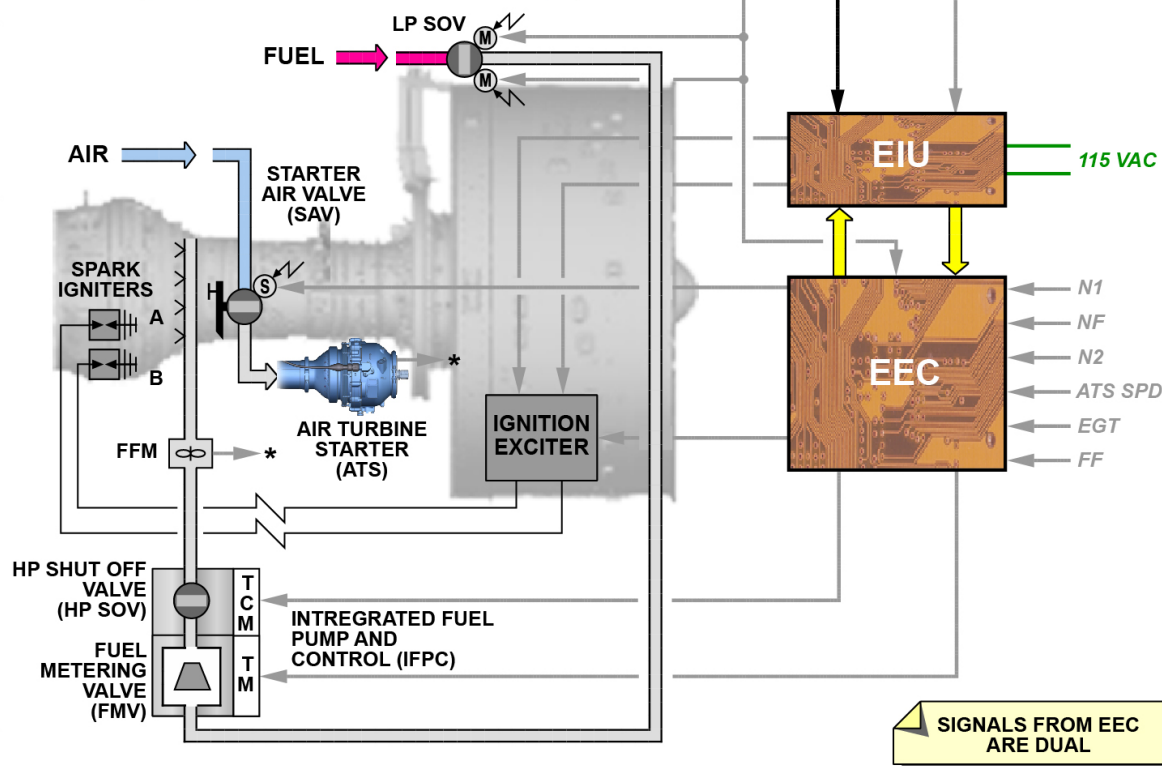 LP SOV
M
FUEL
M
AIR
EIU
115 VAC
STARTER
AIR VALVE
(SAV)
SPARK
IGNITERS
S
A
B
N1
NF
N2
ATS SPD
EGT
FF
EEC
*
AIR TURBINE
STARTER
(ATS)
IGNITION
EXCITER
FFM
*
HP SHUT OFF
VALVE
(HP SOV)
T
C
M
INTREGRATED FUEL
PUMP AND
CONTROL (IFPC)
FUEL
METERING
VALVE
(FMV)
T
M
SIGNALS FROM EEC
ARE DUAL